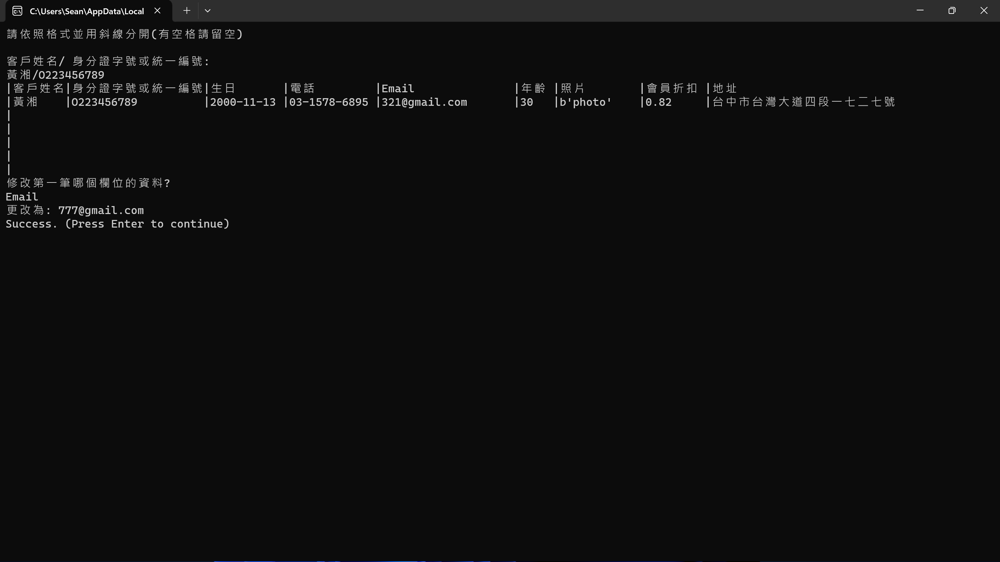 C:\Users\Sean\AppData\Local
請依照格式並用斜線分開(有空格請留空)
客戶姓名/ 身分證字號或統一編號:
黃湘/O223456789
|客戶姓名|身分證字號或統一編號|生日 |電話 |Email |年齡 |照片 |會員折扣 |地址
|黃湘 |O223456789 |2000-11-13 |03-1578-6895 |321@gmail.com |30 |b'photo' |0.82 |台中市台灣大道四段一七二七號
|
|
|
|
|
修改第一筆哪個欄位的資料?
Email
更改為: 777@gmail.com
Success. (Press Enter to continue)